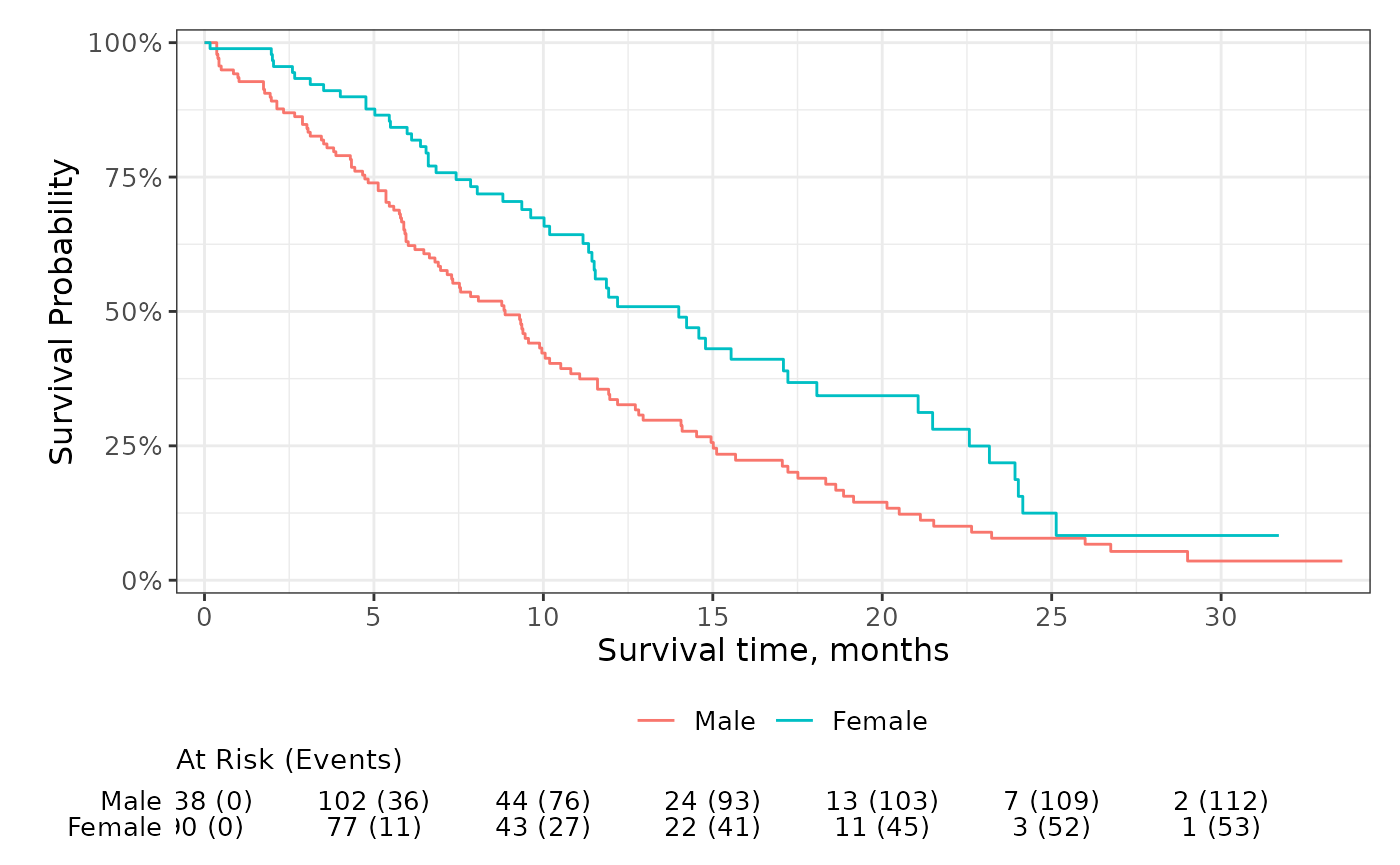 100%
75%
50%
25%
0%
Survival Probability
0 5 10 15 20 25 30
Survival time, months
Male Female
At Risk (Events)
Male 38 (0) 102 (36) 44 (76) 24 (93) 13 (103) 7 (109) 2 (112)
Female (0) 77 (11) 43 (27) 22 (41) 11 (45) 3 (52) 1 (53)